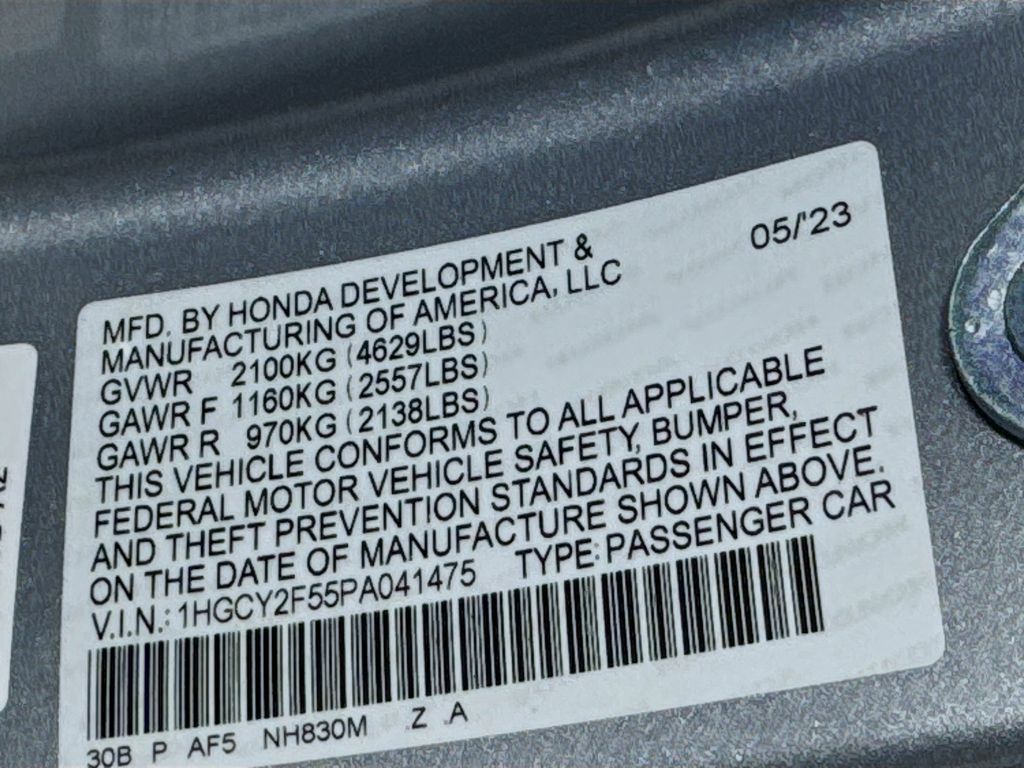 MFD. BY HONDA DEVELOPMENT &
MANUFACTURING OF AMERICA, LLC
05/'23
GVWR 2100KG (4629LBS)
GAWR F 1160KG (2557LBS)
GAWR R 970KG (2138LBS)
THIS VEHICLE CONFORMS TO ALL APPLICABLE
FEDERAL MOTOR VEHICLE SAFETY, BUMPER,
AND THEFT PREVENTION STANDARDS IN EFFECT
ON THE DATE OF MANUFACTURE SHOWN ABOVE.
V.I.N.: 1HGCY2F55PA041475 TYPE: PASSENGER CAR
30B P AF5 NH830M Z A